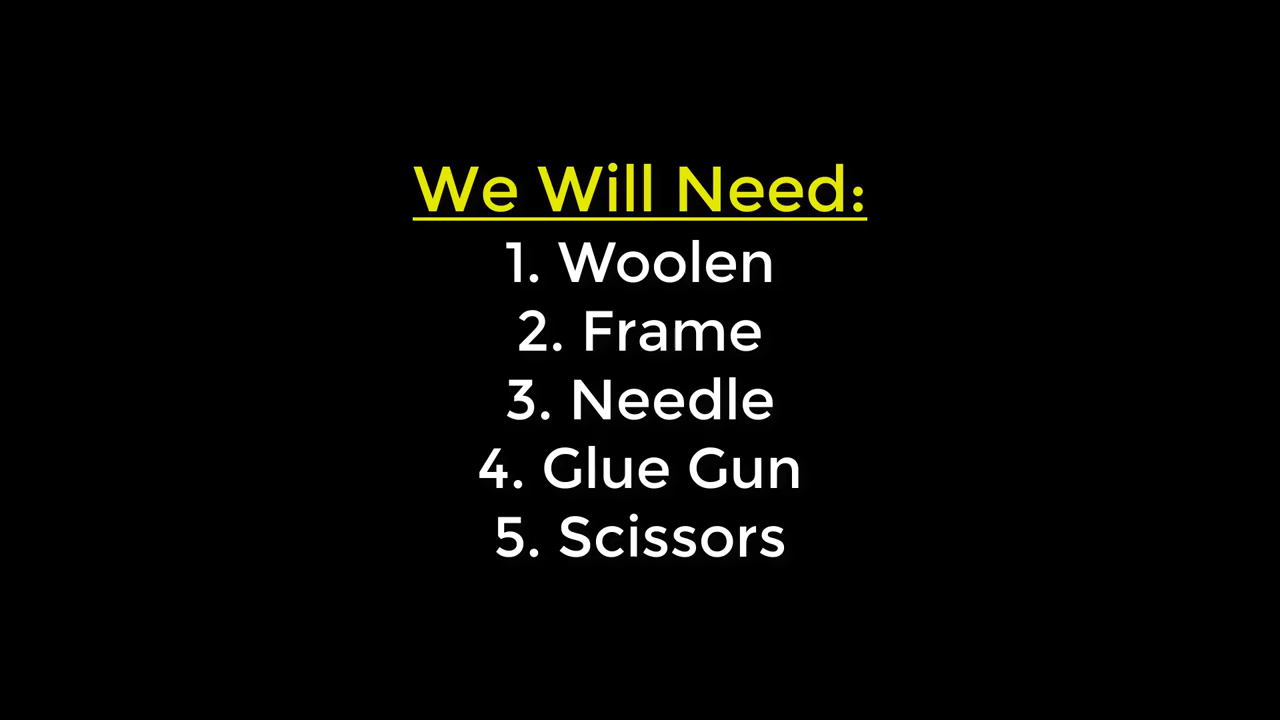 We Will Need:
1. Woolen
2. Frame
3. Needle
4. Glue Gun
5. Scissors